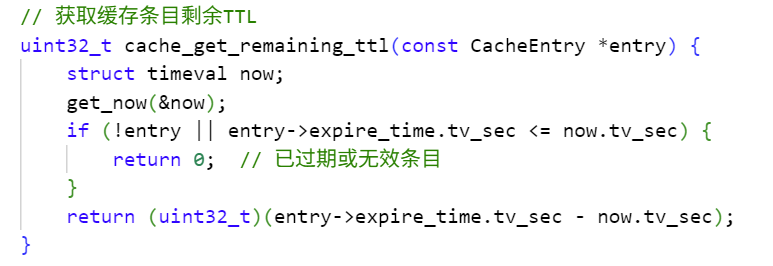 // 获取缓存条目剩余TTL
uint32_t cache_get_remaining_ttl(const CacheEntry *entry) {
    struct timeval now;
    get_now(&now);
    if (!entry || entry->expire_time.tv_sec <= now.tv_sec) {
        return 0;  // 已过期或无效条目
    }
    return (uint32_t)(entry->expire_time.tv_sec - now.tv_sec);
}